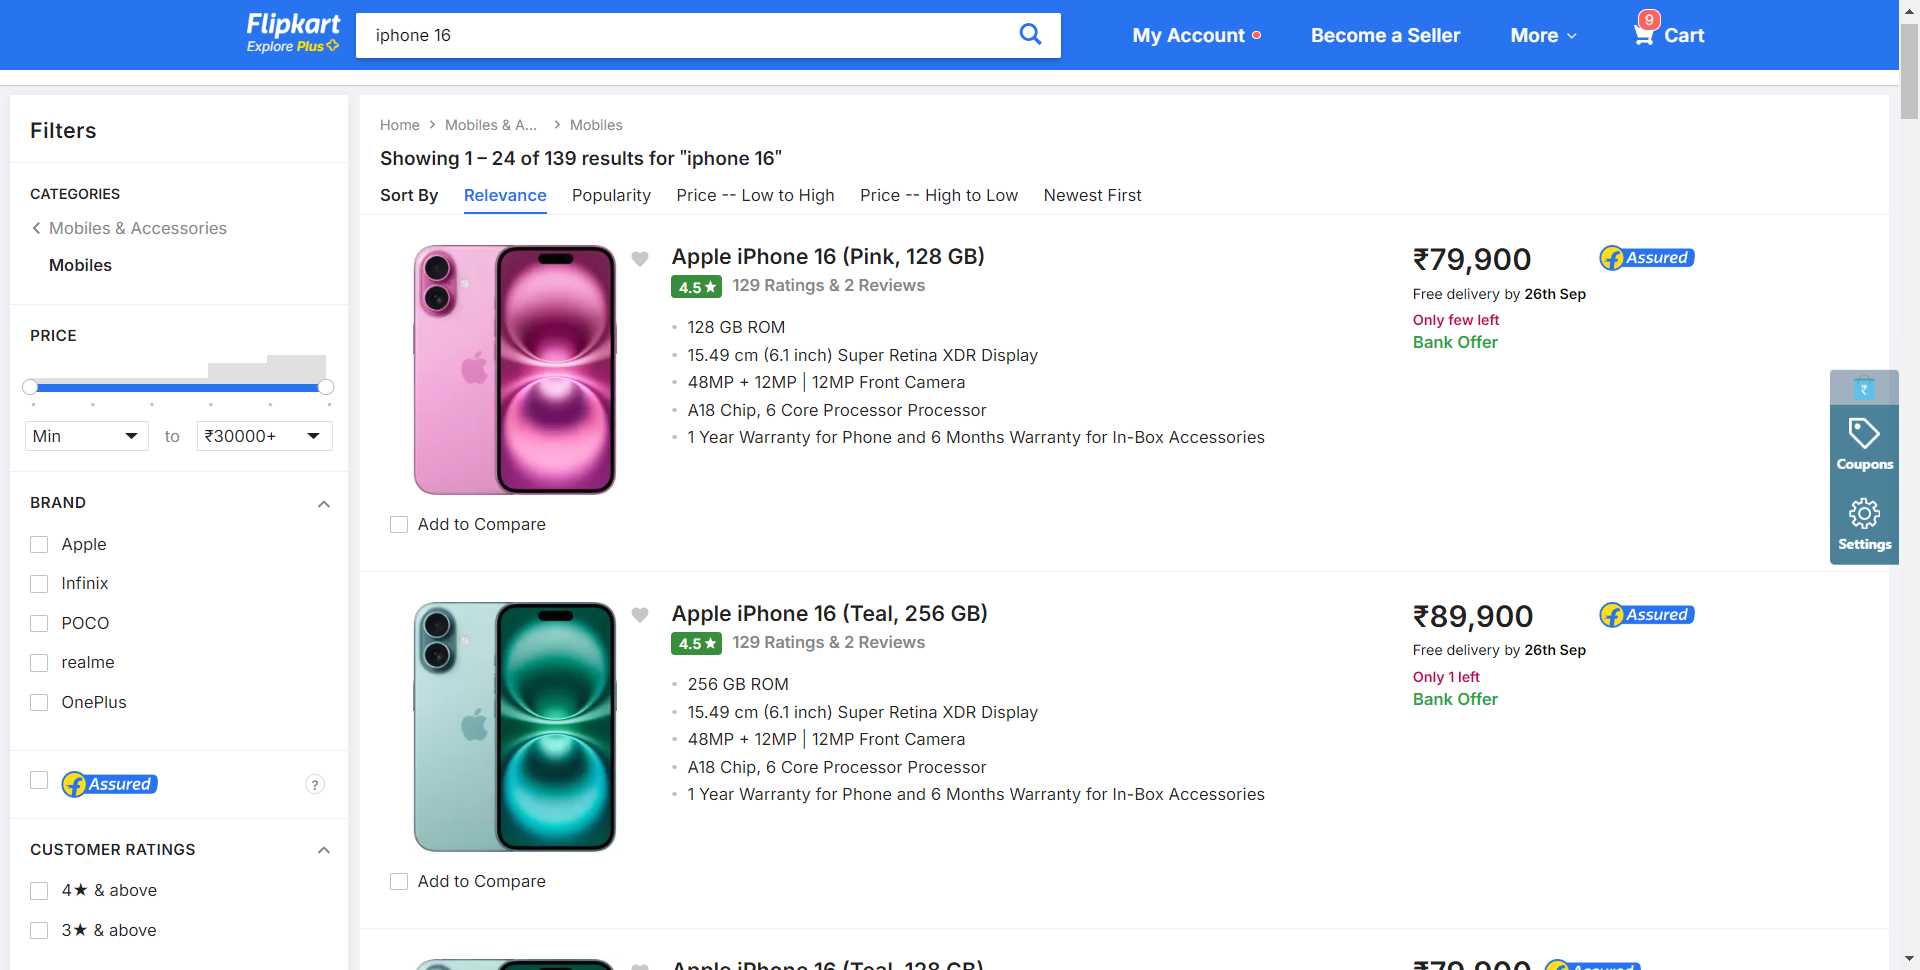 Flipkart
Explore Plus
iphone 16
My Account
Become a Seller
More
9
Cart
Filters
CATEGORIES
Mobiles & Accessories
Mobiles
PRICE
Min
to
₹30000+
BRAND
Apple
Infinix
POCO
realme
OnePlus
Assured
?
CUSTOMER RATINGS
4★ & above
3★ & above
Home
Mobiles & A...
Mobiles
Showing 1 – 24 of 139 results for "iphone 16"
Sort By
Relevance
Popularity
Price -- Low to High
Price -- High to Low
Newest First
Apple iPhone 16 (Pink, 128 GB)
4.5★
129 Ratings & 2 Reviews
128 GB ROM
15.49 cm (6.1 inch) Super Retina XDR Display
48MP + 12MP | 12MP Front Camera
A18 Chip, 6 Core Processor Processor
1 Year Warranty for Phone and 6 Months Warranty for In-Box Accessories
₹79,900
Assured
Free delivery by 26th Sep
Only few left
Bank Offer
Add to Compare
Apple iPhone 16 (Teal, 256 GB)
4.5★
129 Ratings & 2 Reviews
256 GB ROM
15.49 cm (6.1 inch) Super Retina XDR Display
48MP + 12MP | 12MP Front Camera
A18 Chip, 6 Core Processor Processor
1 Year Warranty for Phone and 6 Months Warranty for In-Box Accessories
₹89,900
Assured
Free delivery by 26th Sep
Only 1 left
Bank Offer
Add to Compare
Apple iPhone 16 (Teal, 128 GB)
₹79,900
Assured
₹
Coupons
Settings